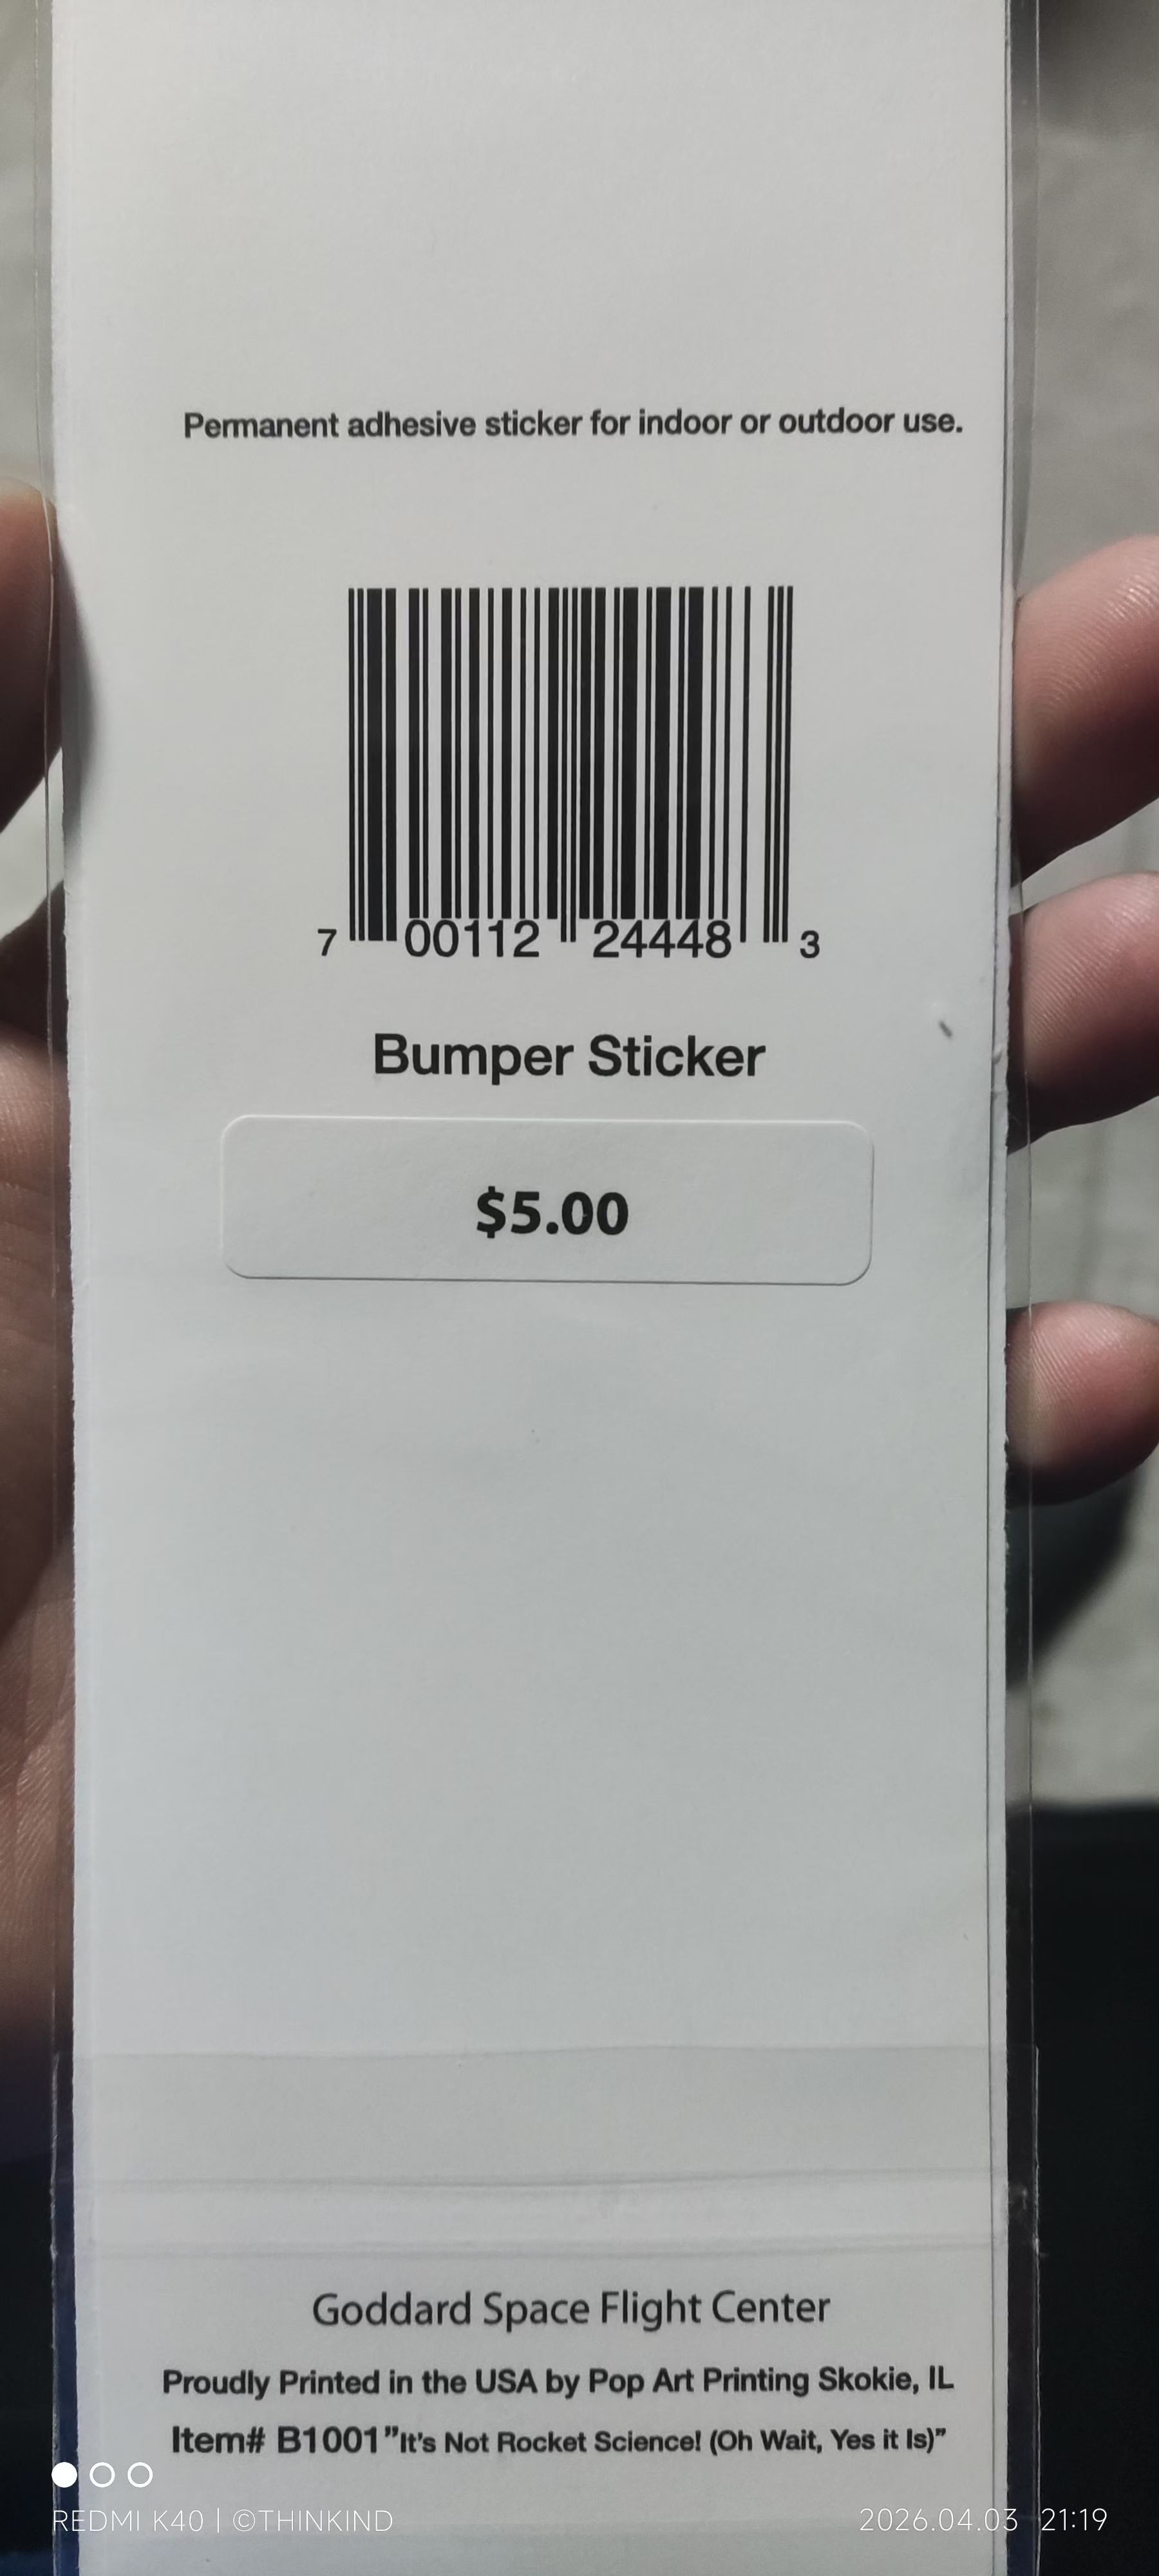 Permanent adhesive sticker for indoor or outdoor use.
7 00112 24448 3
Bumper Sticker
$5.00
Goddard Space Flight Center
Proudly Printed in the USA by Pop Art Printing Skokie, IL
Item# B1001”It’s Not Rocket Science! (Oh Wait, Yes it Is)”
REDMI K40 | ©THINKIND
2026.04.03 21:19